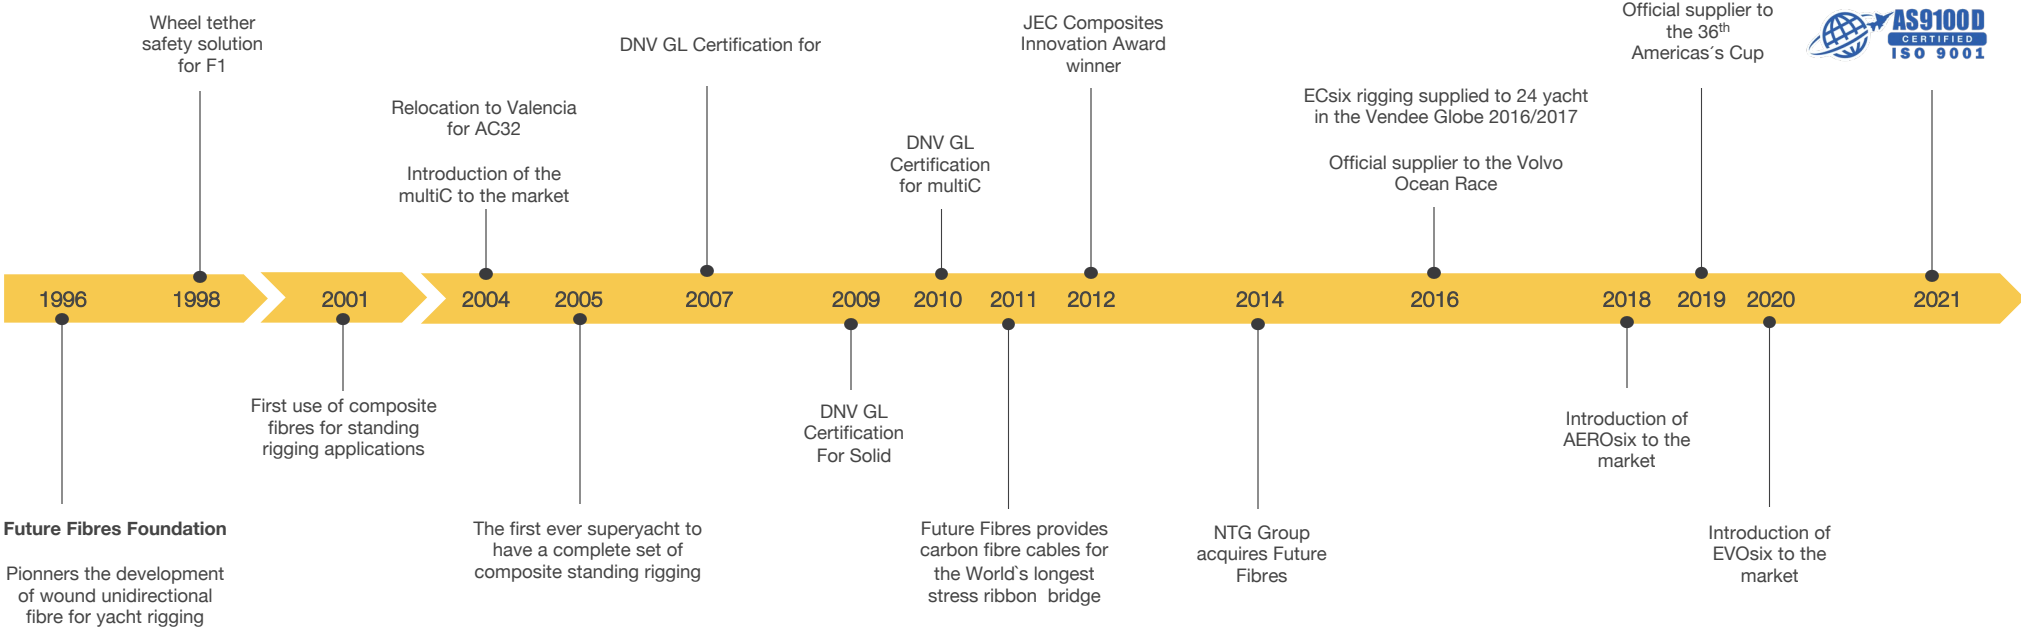 Wheel tether
safety solution
for F1
Relocation to Valencia
for AC32
Introduction of the
multiC to the market
DNV GL Certification for
DNV GL
Certification
for multiC
JEC Composites
Innovation Award
winner
ECsix rigging supplied to 24 yacht
in the Vendee Globe 2016/2017
Official supplier to the Volvo
Ocean Race
Official supplier to
the 36th
Americas´s Cup
AS9100D
CERTIFIED
ISO 9001
1996 1998 2001 2004 2005 2007 2009 2010 2011 2012 2014 2016 2018 2019 2020 2021
Future Fibres Foundation
Pionners the development
of wound unidirectional
fibre for yacht rigging
First use of composite
fibres for standing
rigging applications
The first ever superyacht to
have a complete set of
composite standing rigging
DNV GL
Certification
For Solid
Future Fibres provides
carbon fibre cables for
the World`s longest
stress ribbon bridge
NTG Group
acquires Future
Fibres
Introduction of
AEROsix to the
market
Introduction of
EVOsix to the
market